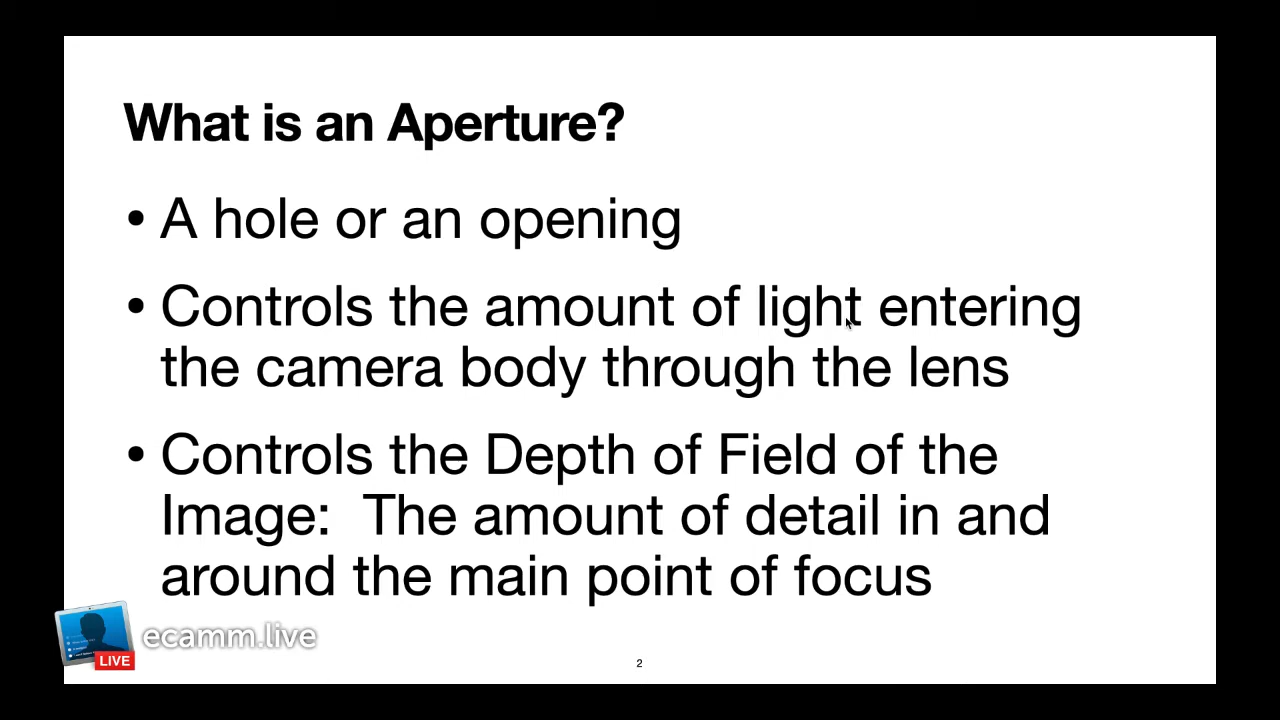 What is an Aperture?
• A hole or an opening
• Controls the amount of light entering
the camera body through the lens
• Controls the Depth of Field of the
Image:  The amount of detail in and
around the main point of focus
ecamm.live
LIVE
2